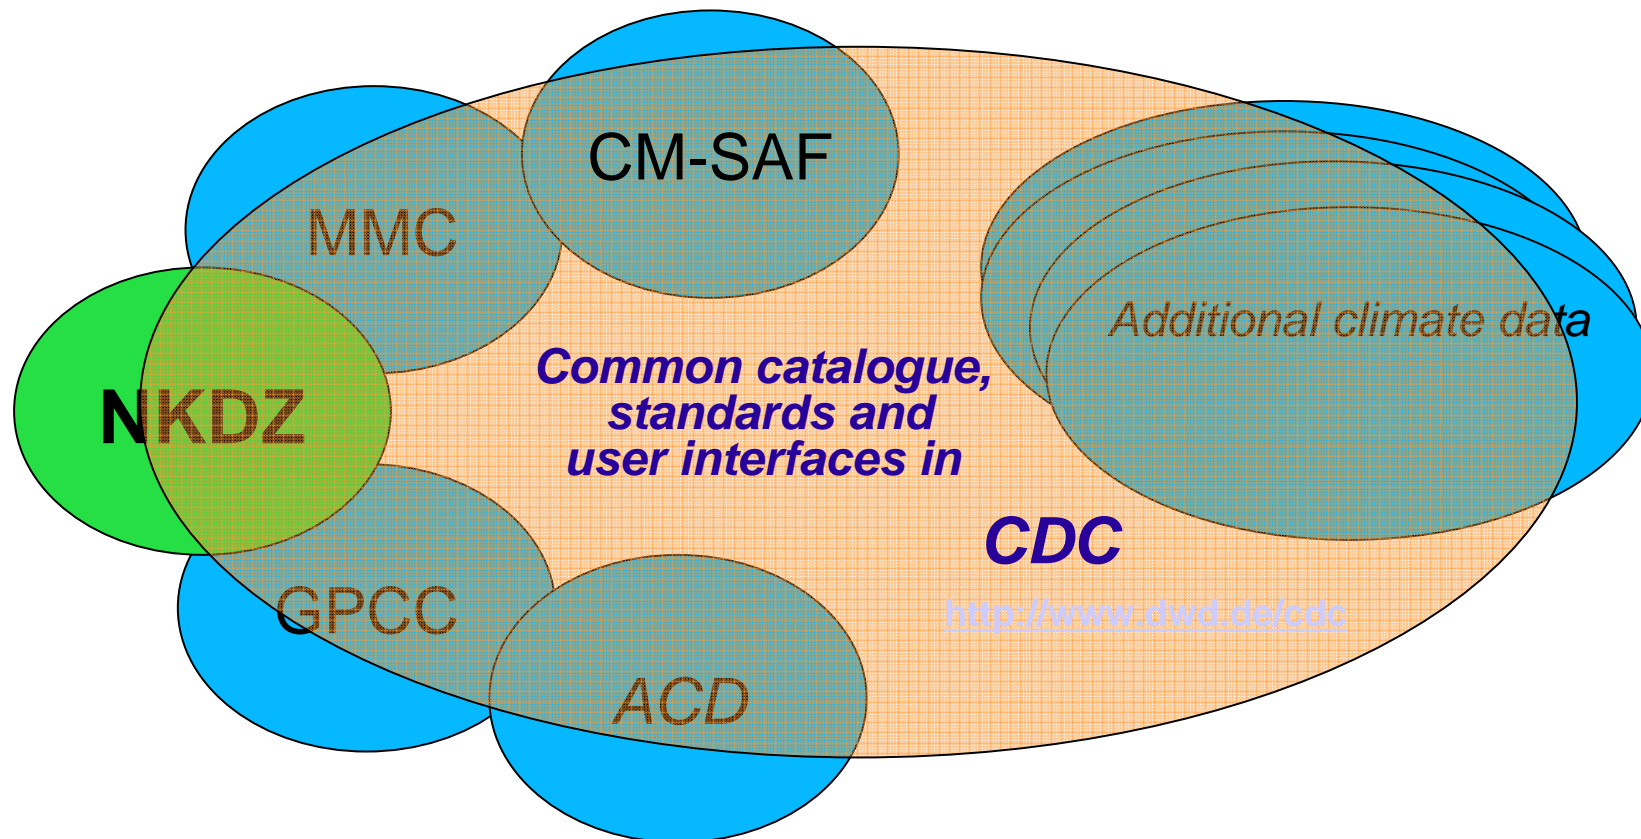 CM-SAF
MMC
Additional climate data
NKDZ
Common catalogue,
standards and
user interfaces in
CDC
http://www.dwd.de/cdc
GPCC
ACD